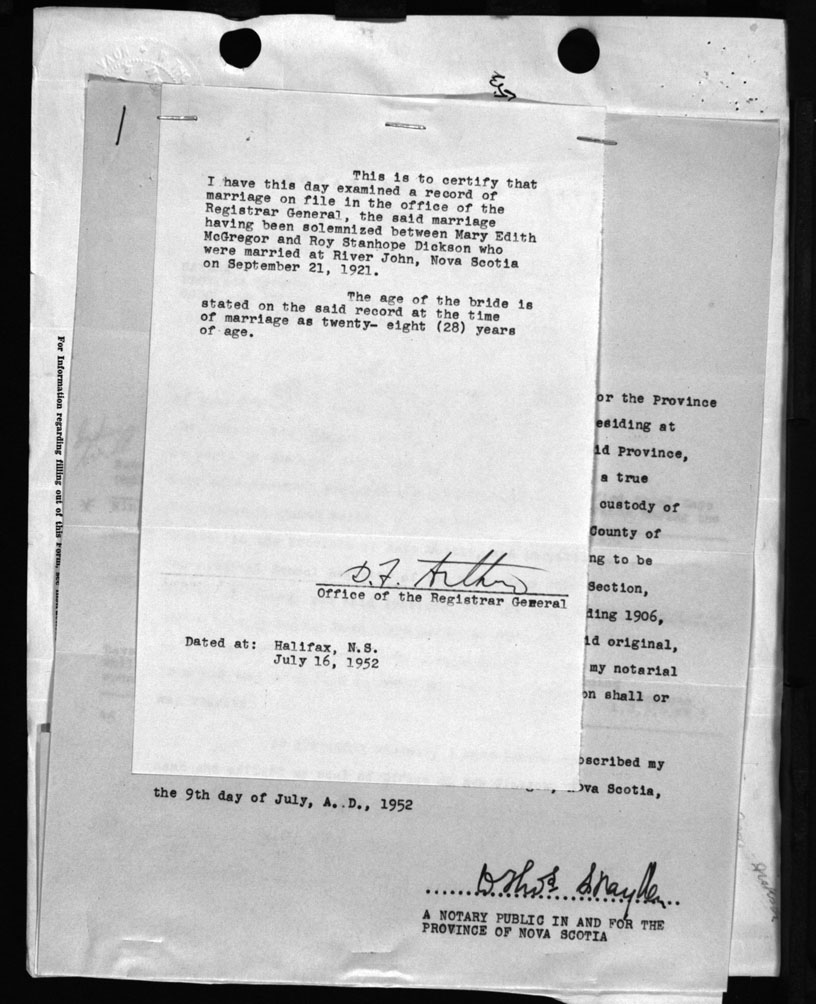 This is to certify that
I have this day examined a record of
marriage on file in the office of the
Registrar General, the said marriage
having been solemnized between Mary Edith
McGregor and Roy Stanhope Dickson who
were married at River John, Nova Scotia
on September 21, 1921.
The age of the bride is
stated on the said record at the time
of marriage as twenty- eight (28) years
of age.
Office of the Registrar General
Dated at: Halifax, N.S.
July 16, 1952
For Information regarding filling out of this Form,
or the Province
esiding at
id Province,
a true
custody of
County of
ng to be
Section,
ding 1906,
id original,
my notarial
on shall or
bscribed my
ova Scotia,
the 9th day of July, A.D., 1952
A NOTARY PUBLIC IN AND FOR THE
PROVINCE OF NOVA SCOTIA